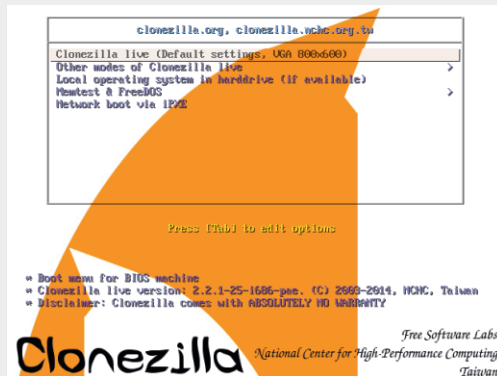 clonezilla.org, clonezilla.nchc.org.tw
Clonezilla live (Default settings, VGA 800x600)
Other modes of Clonezilla live >
Local operating system in harddrive (if available)
Memtest & FreeDOS >
Network boot via iPXE
Press [Tab] to edit options
* Boot menu for BIOS machine
* Clonezilla live version: 2.2.1-25-i686-pae. (C) 2003-2014, NCHC, Taiwan
* Disclaimer: Clonezilla comes with ABSOLUTELY NO WARRANTY
Free Software Labs
Clonezilla National Center for High-Performance Computing
Taiwan